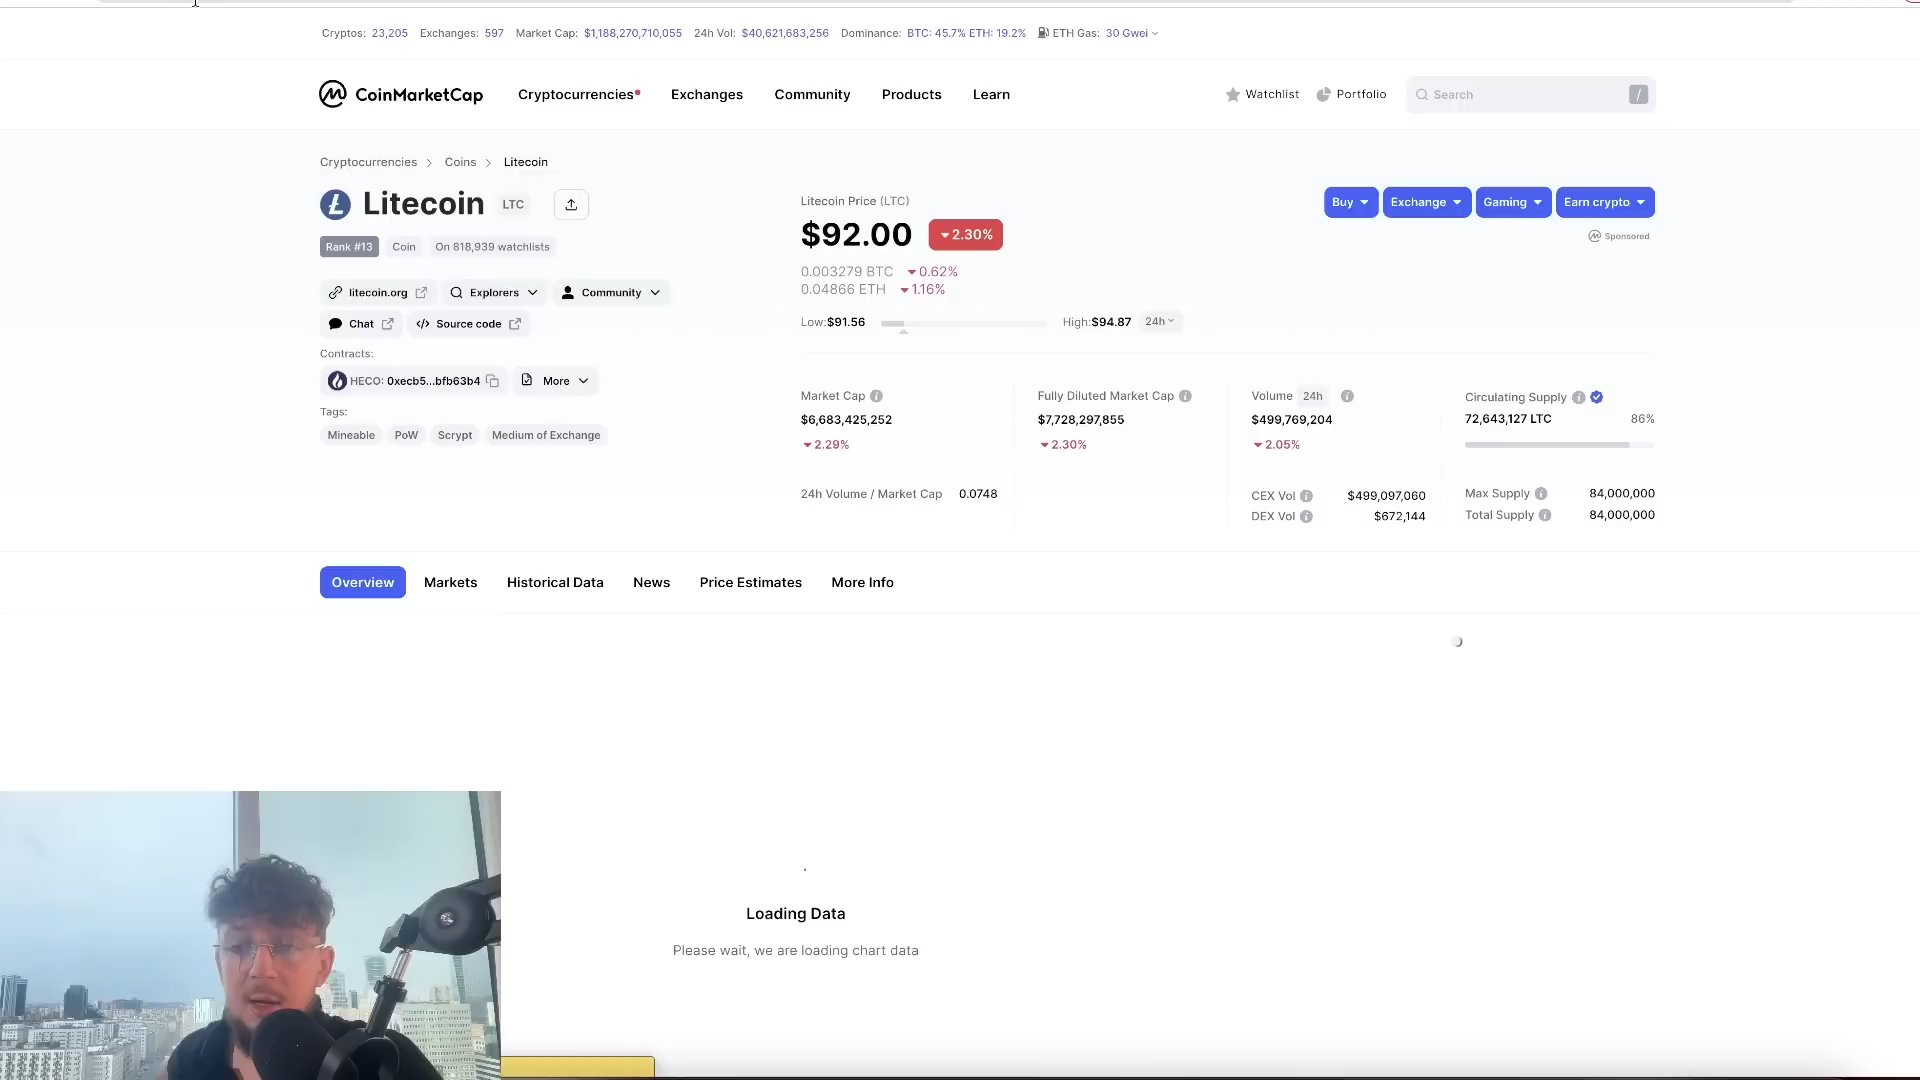 Cryptos: 23,205 Exchanges: 597 Market Cap: $1,188,270,710,055 24h Vol: $40,621,683,256 Dominance: BTC: 45.7% ETH: 19.2% ETH Gas: 30 Gwei
CoinMarketCap Cryptocurrencies Exchanges Community Products Learn Watchlist Portfolio Search /
Cryptocurrencies > Coins > Litecoin
Litecoin LTC
Rank #13 Coin On 818,939 watchlists
litecoin.org Explorers Community
Chat Source code
Contracts:
HECO: 0xecb5...bfb63b4 More
Tags:
Mineable PoW Scrypt Medium of Exchange
Litecoin Price (LTC)
$92.00 2.30%
0.003279 BTC 0.62%
0.04866 ETH 1.16%
Low:$91.56 High:$94.87 24h
Buy Exchange Gaming Earn crypto
Sponsored
Market Cap
$6,683,425,252
2.29%
24h Volume / Market Cap 0.0748
Fully Diluted Market Cap
$7,728,297,855
2.30%
Volume 24h
$499,769,204
2.05%
CEX Vol $499,097,060
DEX Vol $672,144
Circulating Supply
72,643,127 LTC 86%
Max Supply 84,000,000
Total Supply 84,000,000
Overview Markets Historical Data News Price Estimates More Info
Loading Data
Please wait, we are loading chart data